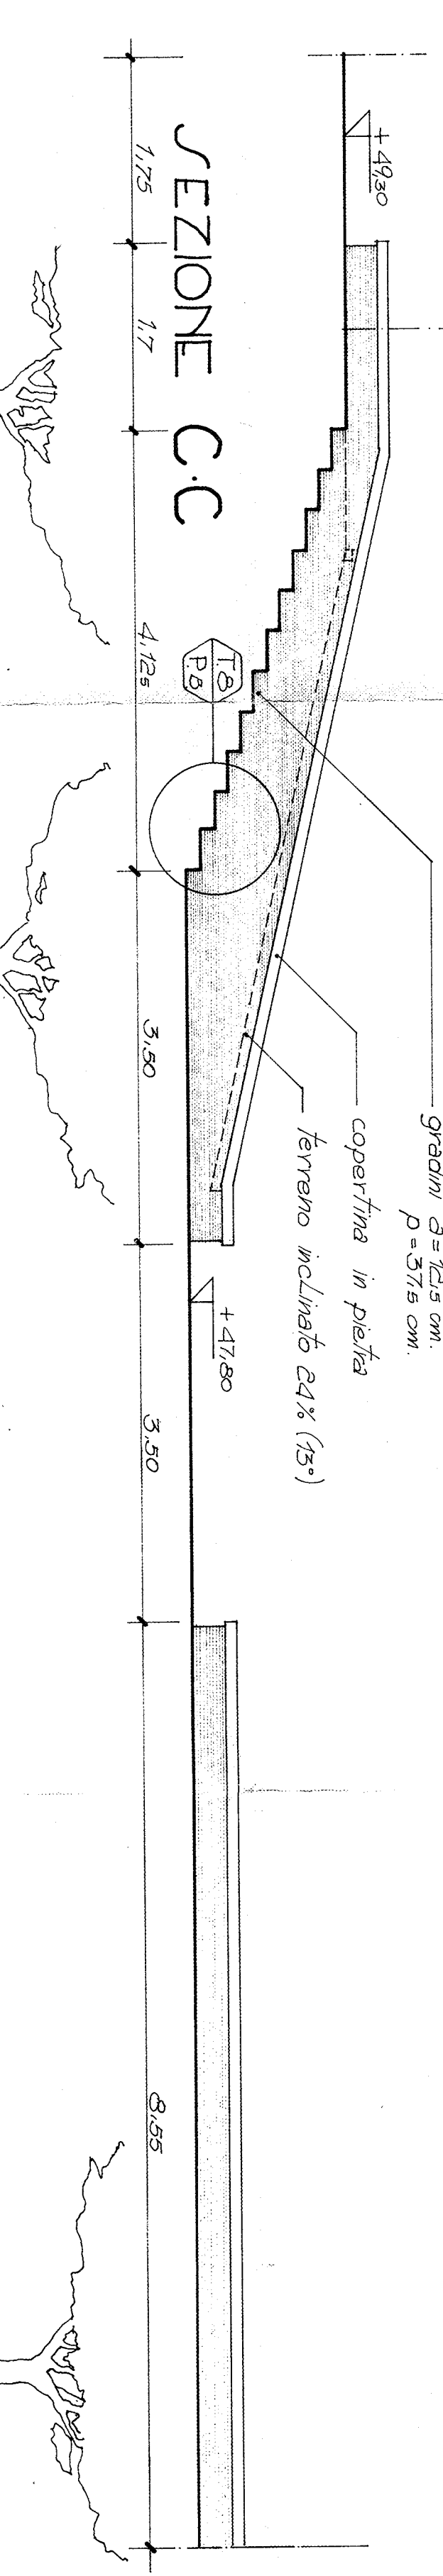 + 49,30
gradini a = 12,5 cm.
p = 37,5 cm.
copertina in pietra
terreno inclinato 24% (13°)
+ 47,80
T.8
P.B
SEZIONE C.C
1,75
1,7
4,125
3,50
3,50
8,55